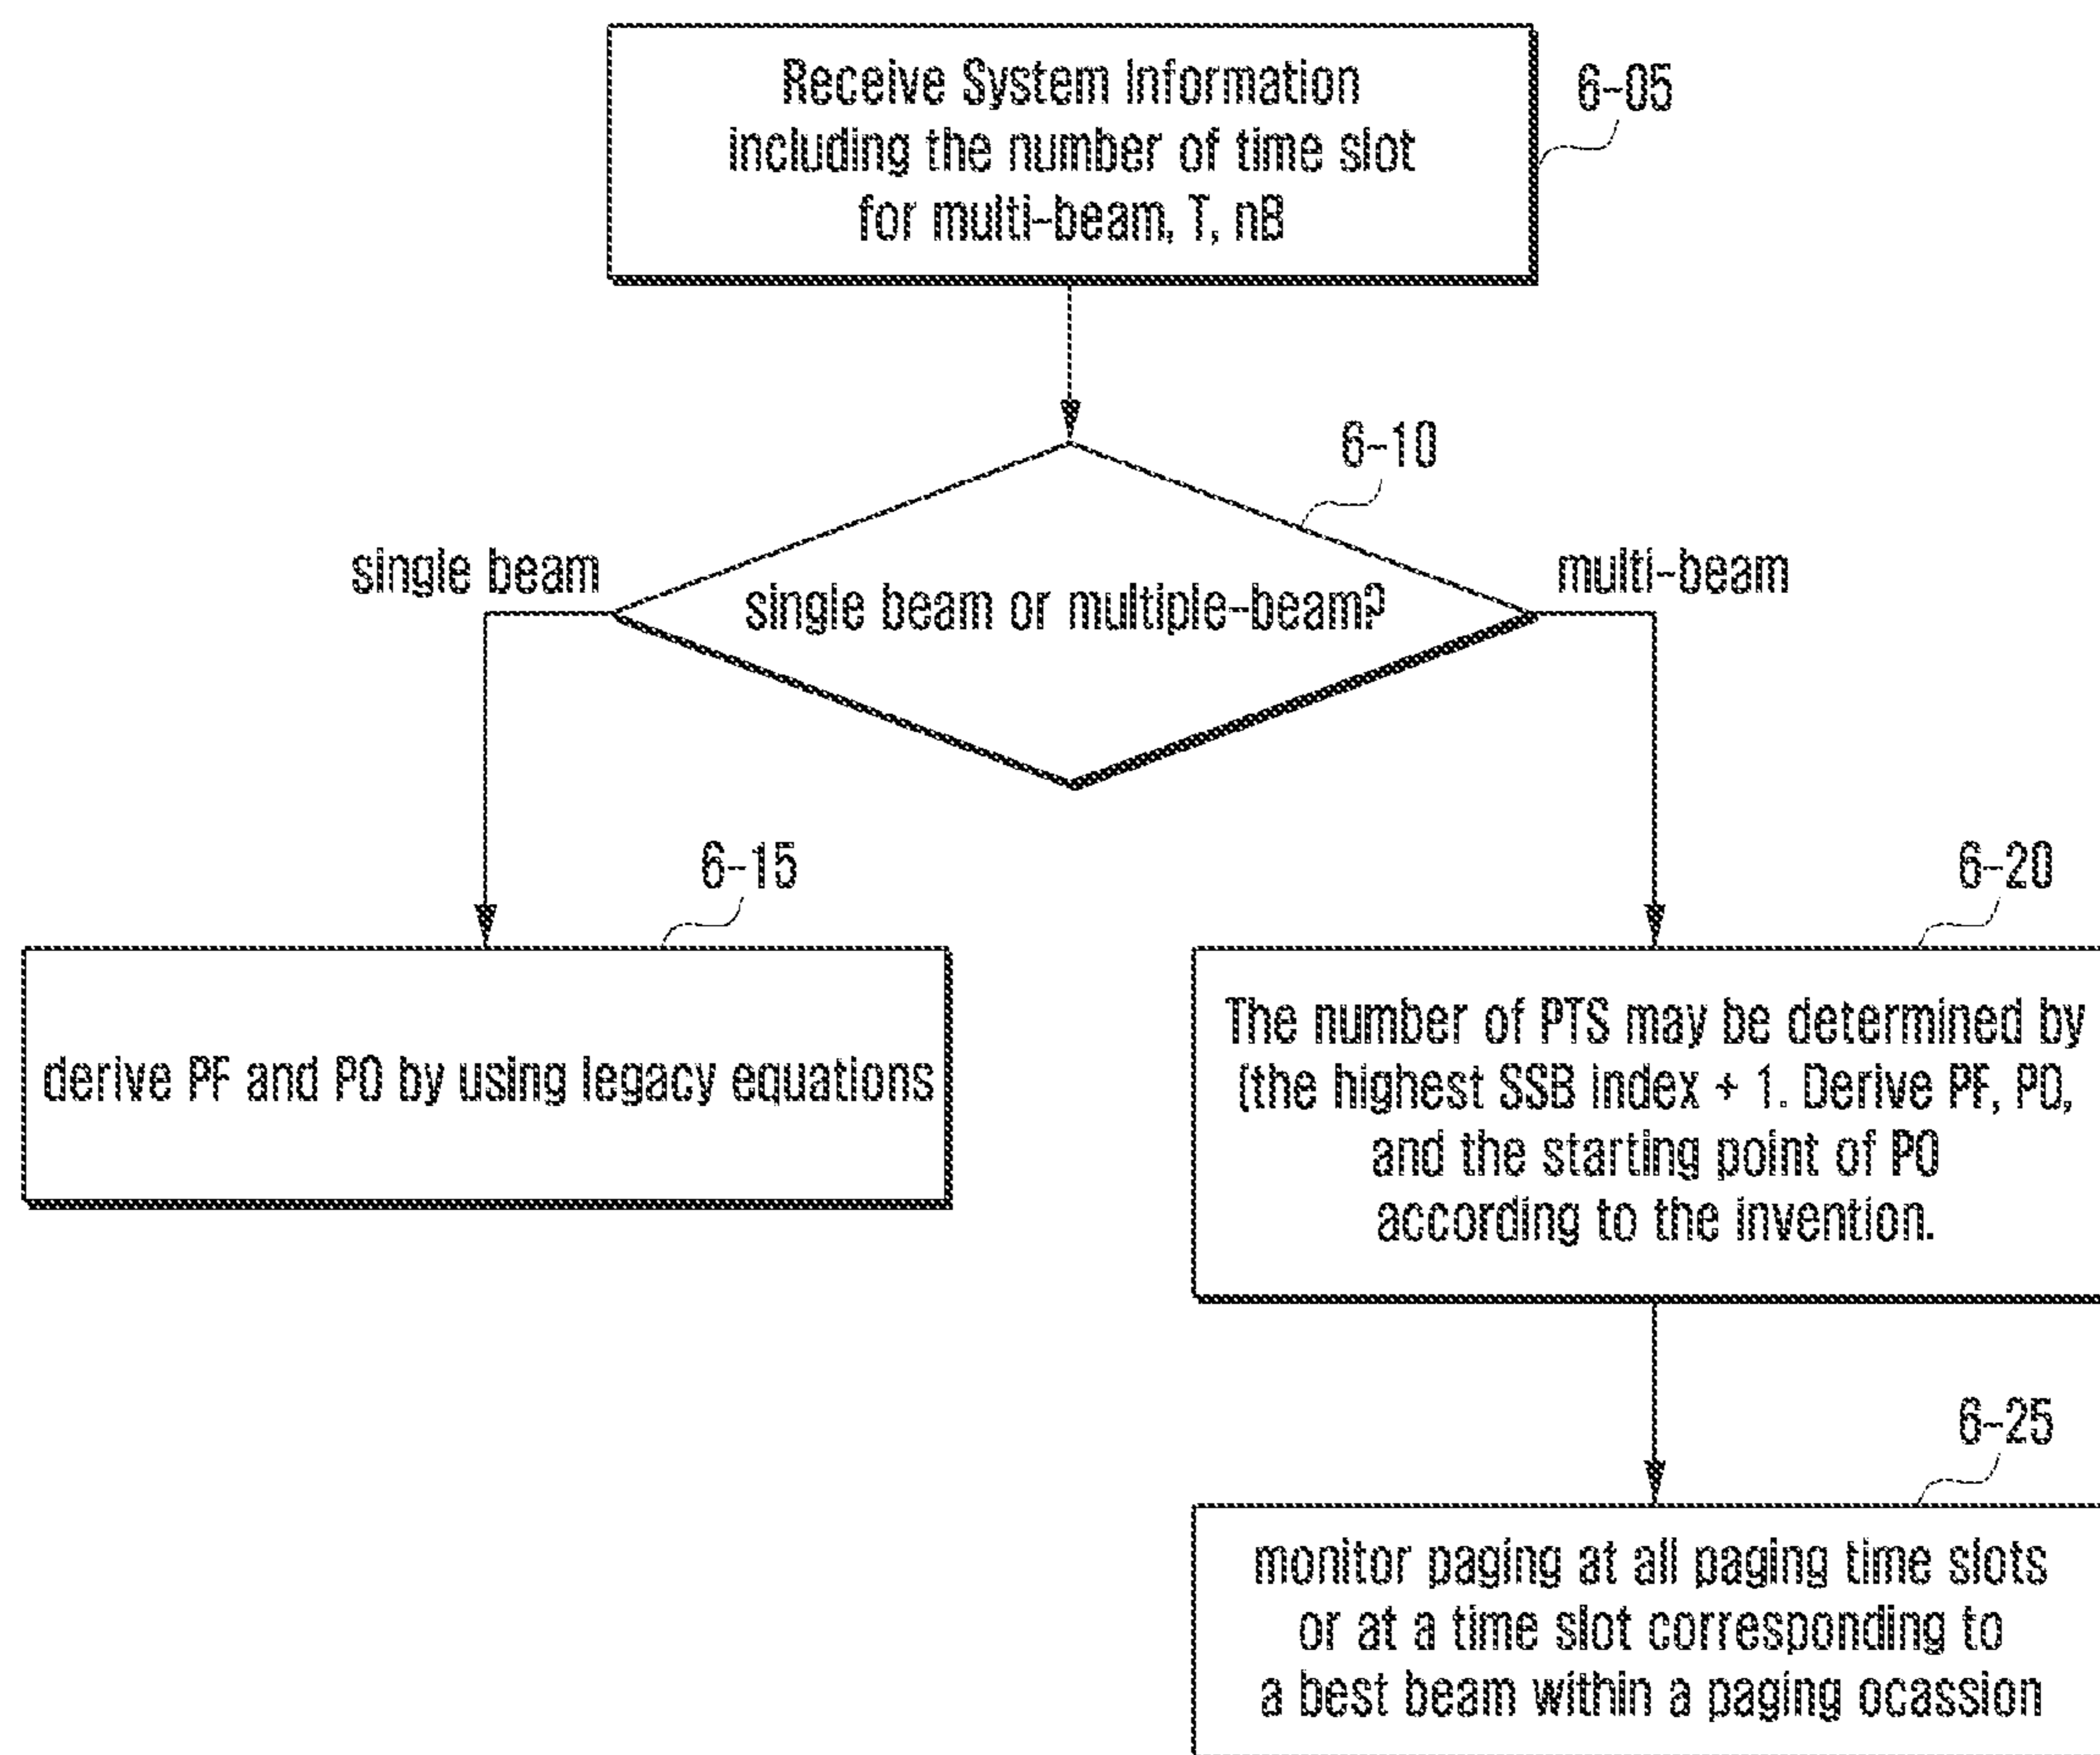 Receive System Information
including the number of time slot
for multi-beam, T, nB
6-05
6-10
single beam
single beam or multiple-beam?
multi-beam
6-15
derive PF and PO by using legacy equations
6-20
The number of PTS may be determined by
(the highest SSB index + 1. Derive PF, PO,
and the starting point of PO
according to the invention.
6-25
monitor paging at all paging time slots
or at a time slot corresponding to
a best beam within a paging ocassion